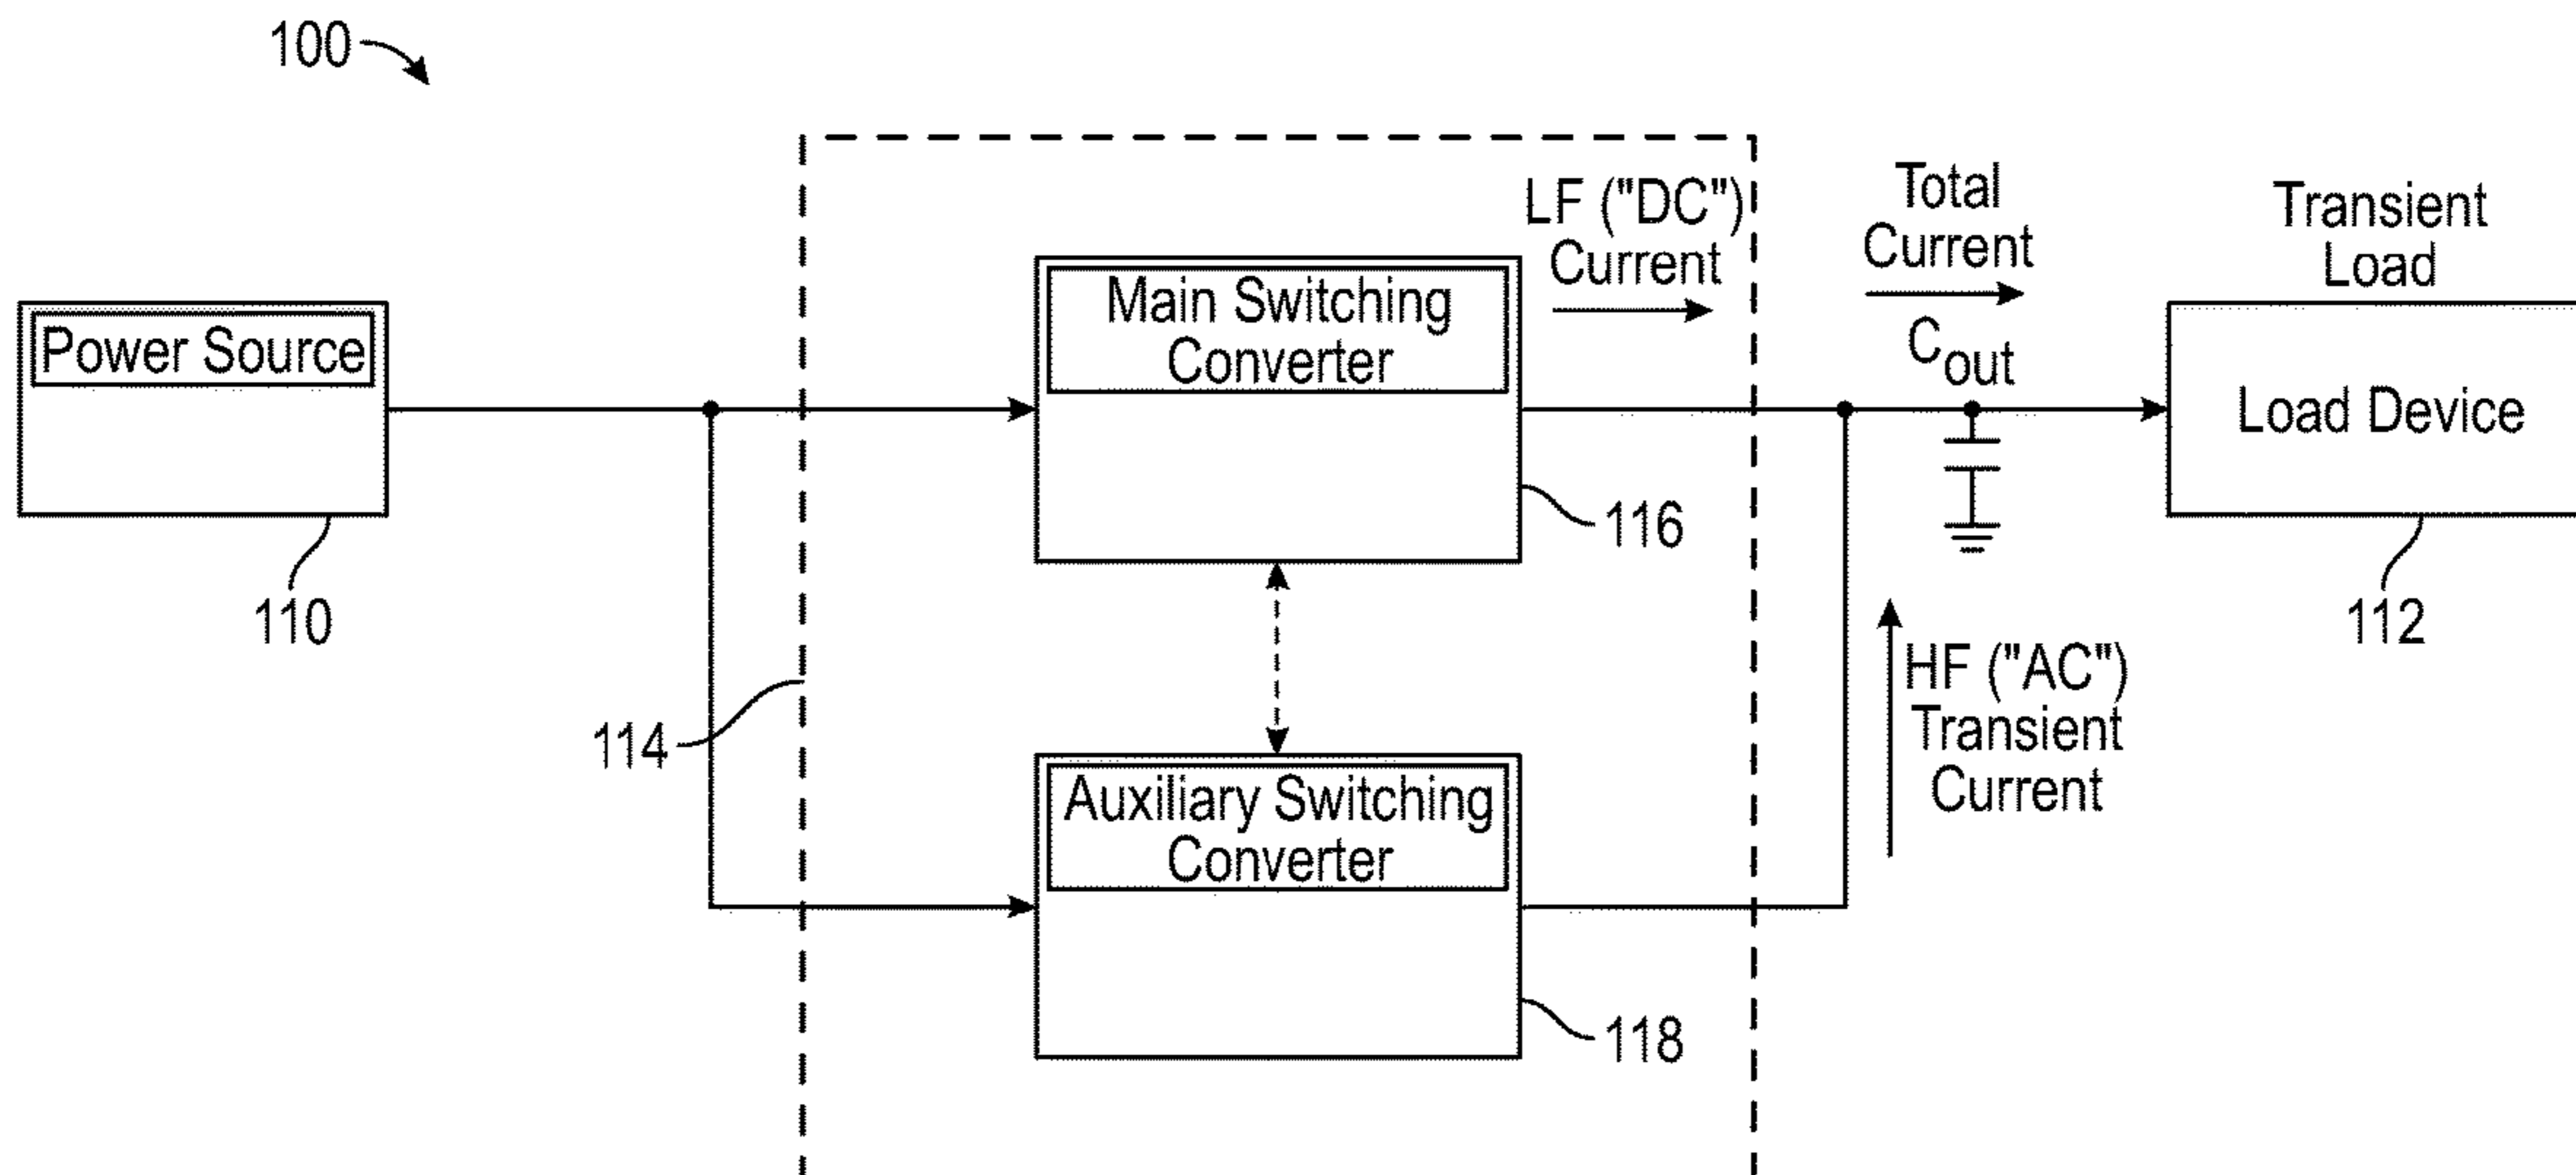 100
LF ("DC")
Current
Total
Current
C_out
Transient
Load
Power Source
Main Switching
Converter
Load Device
116
110
112
114
HF ("AC")
Transient
Current
Auxiliary Switching
Converter
118